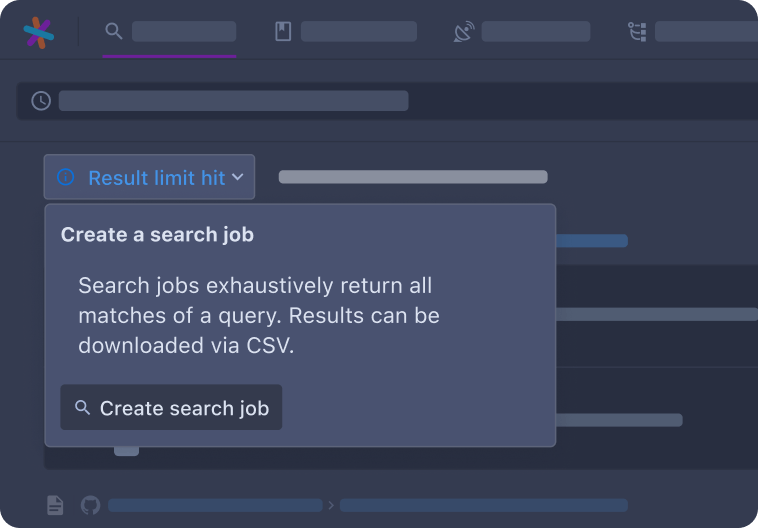 Result limit hit
Create a search job
Search jobs exhaustively return all
matches of a query. Results can be
downloaded via CSV.
Create search job